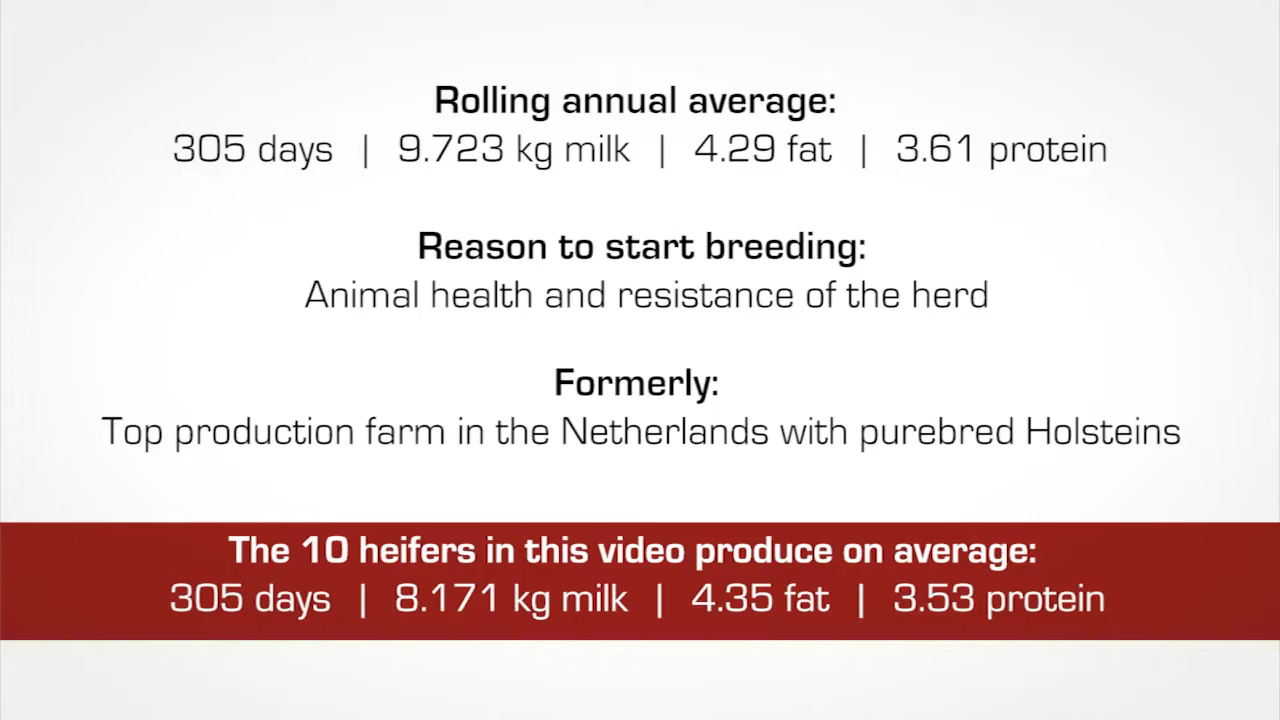 Rolling annual average:
305 days | 9.723 kg milk | 4.29 fat | 3.61 protein
Reason to start breeding:
Animal health and resistance of the herd
Formerly:
Top production farm in the Netherlands with purebred Holsteins
The 10 heifers in this video produce on average:
305 days | 8.171 kg milk | 4.35 fat | 3.53 protein